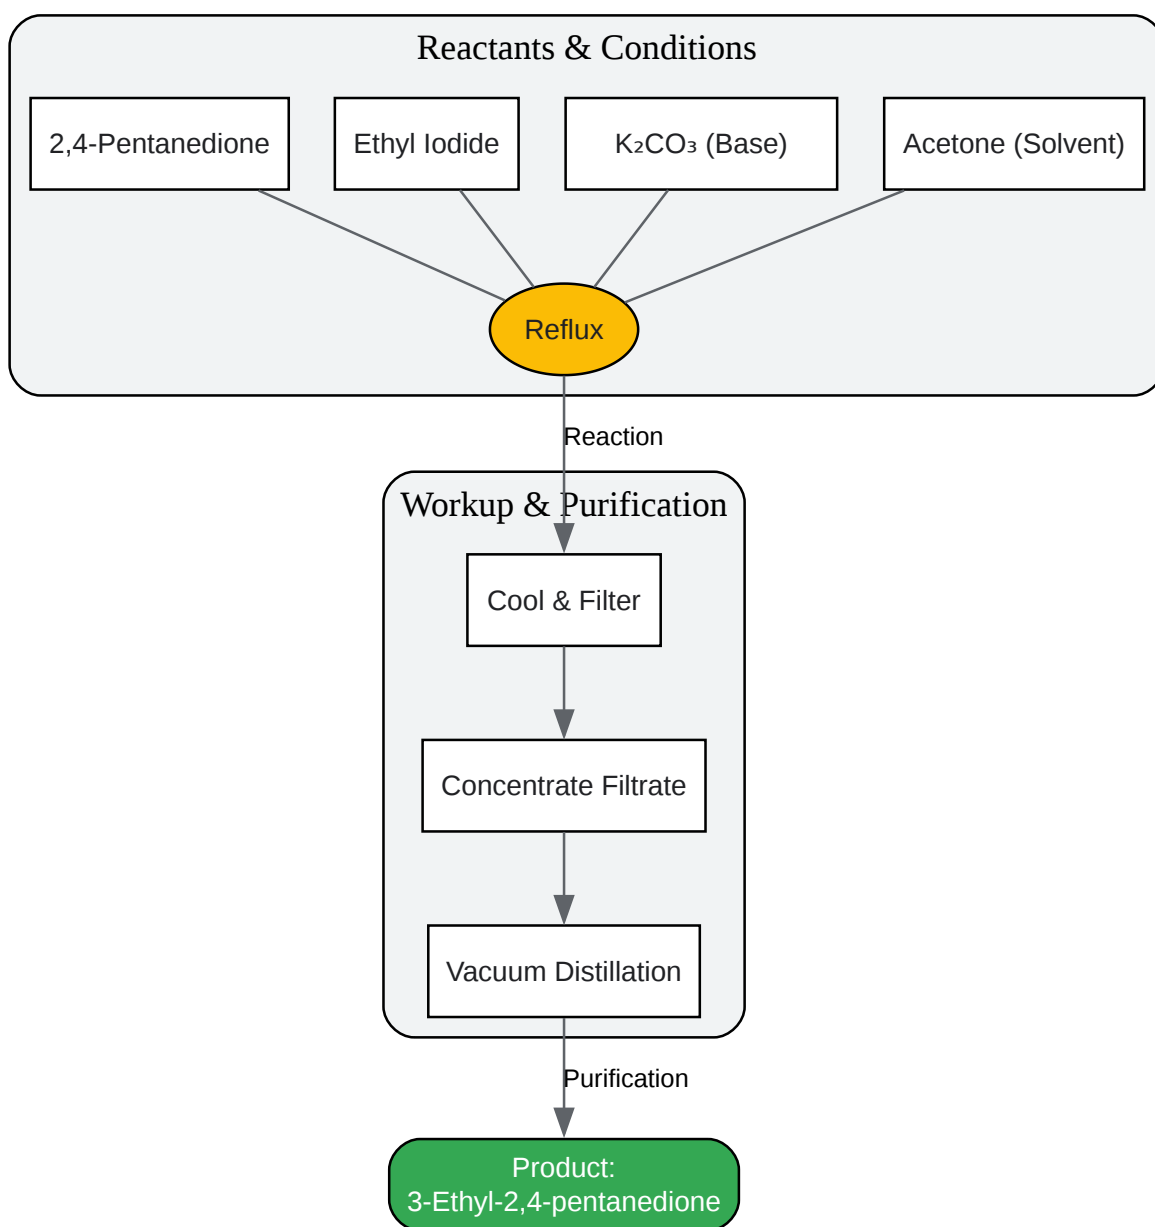 Reactants & Conditions
2,4-Pentanedione
Ethyl Iodide
K₂CO₃ (Base)
Acetone (Solvent)
Reflux
Reaction
Workup & Purification
Cool & Filter
Concentrate Filtrate
Vacuum Distillation
Purification
Product:
3-Ethyl-2,4-pentanedione